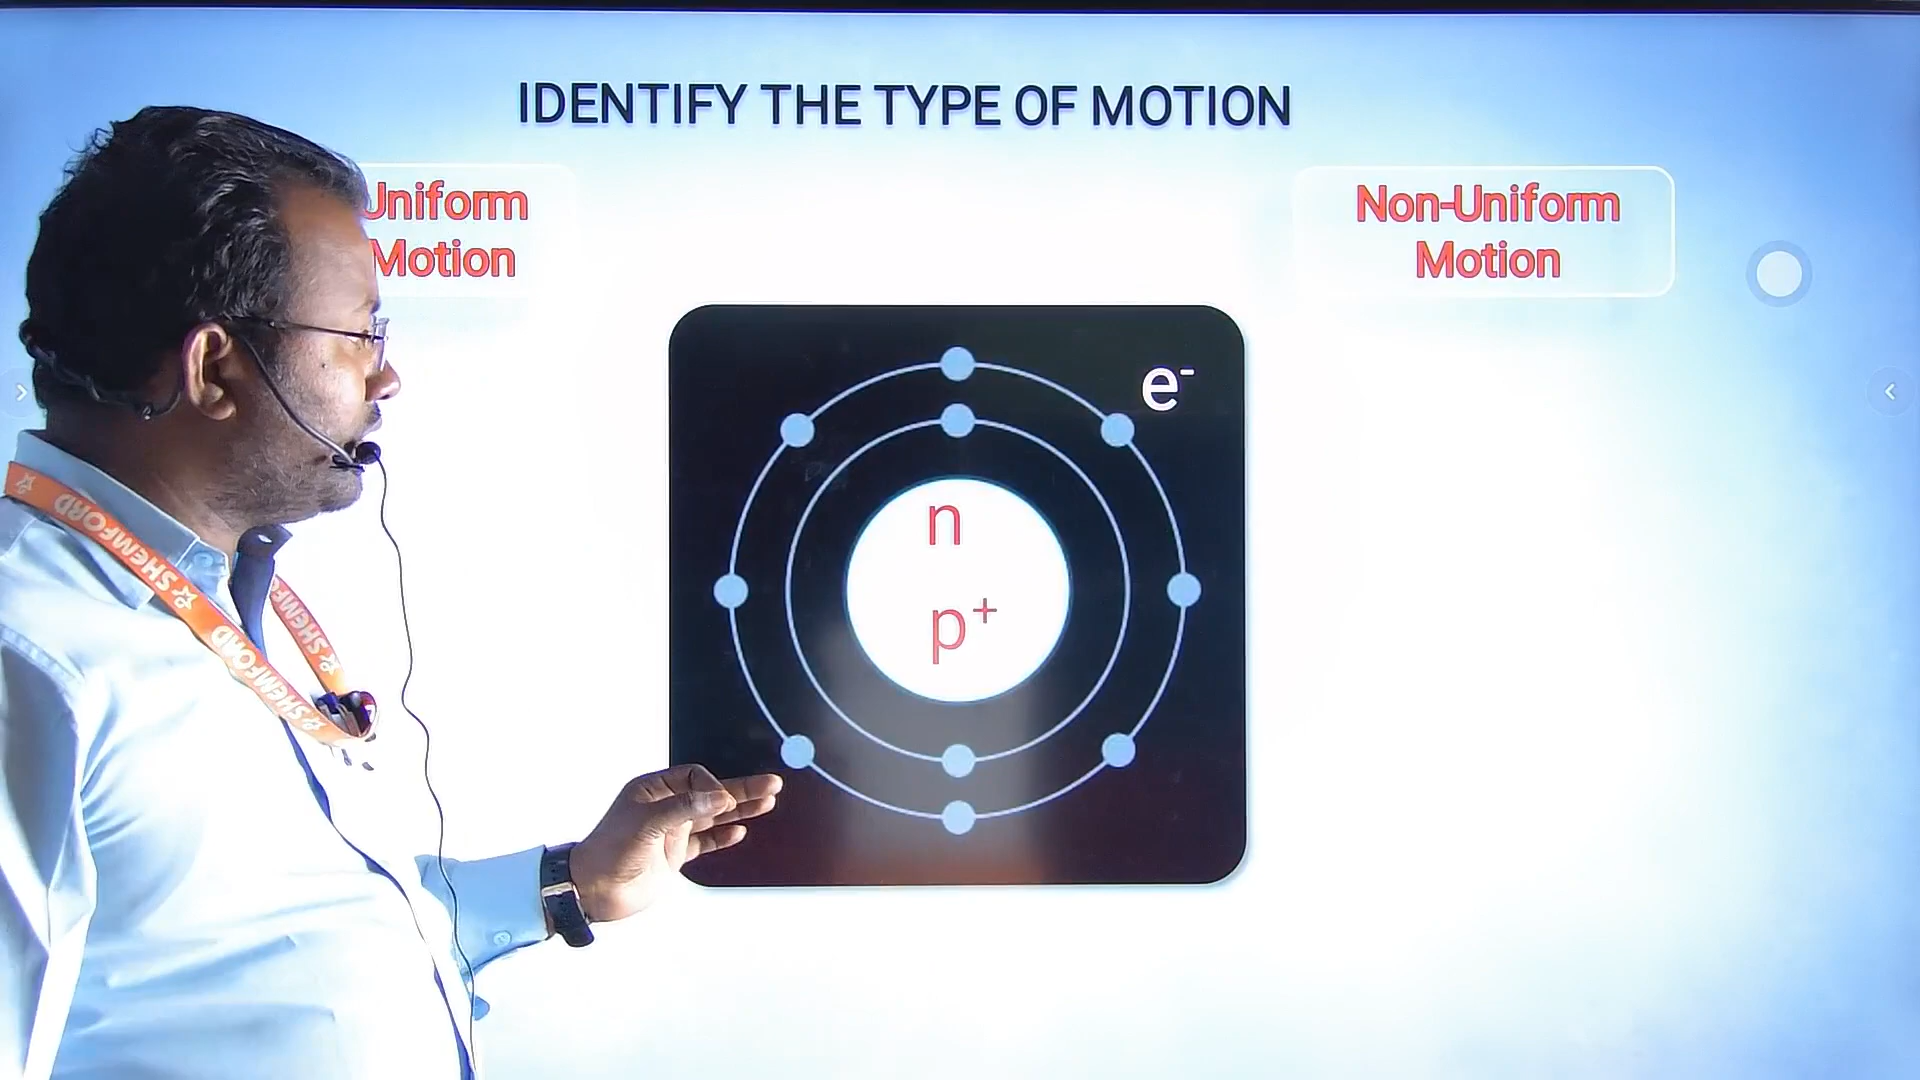 IDENTIFY THE TYPE OF MOTION
Uniform
Motion
Non-Uniform
Motion
e⁻
n
p⁺
SHEMFORD
SHEMFORD
SHEMFORD